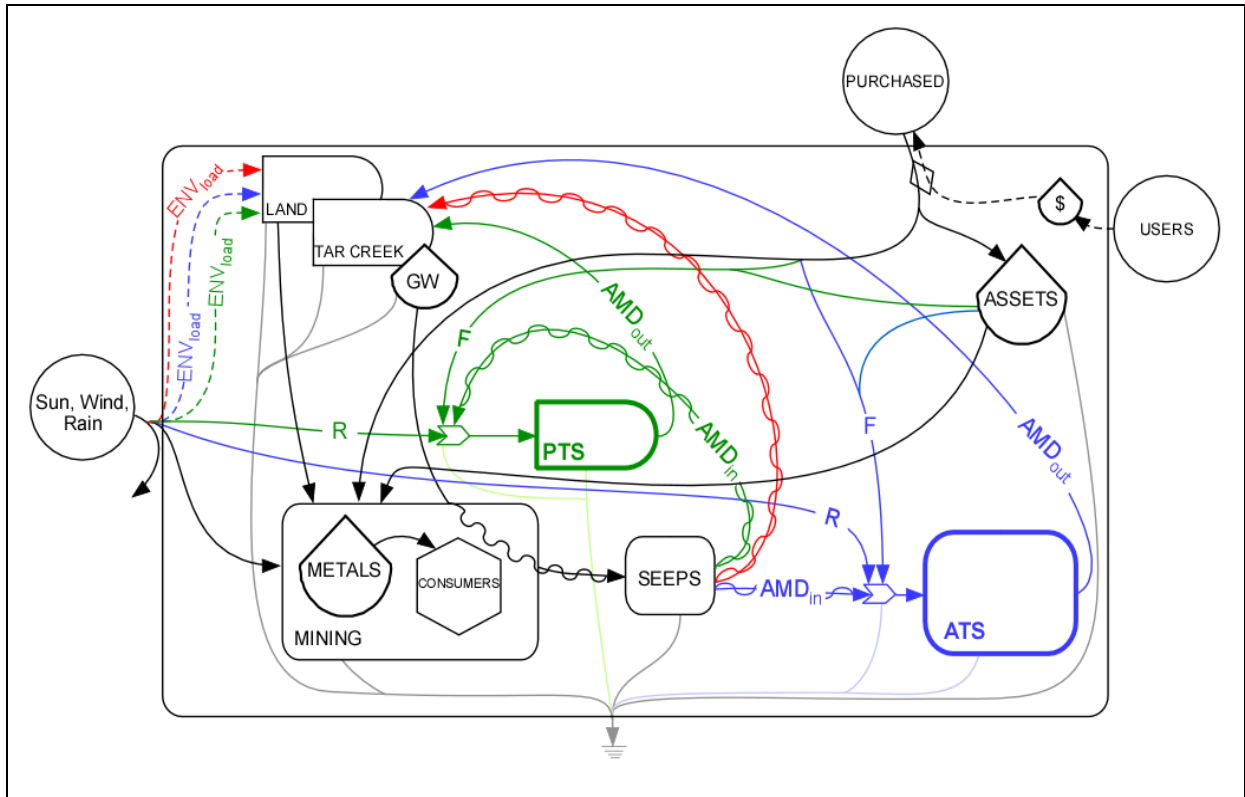 PURCHASED
ENVload
ENVload
ENVload
LAND
TAR CREEK
GW
$
USERS
ASSETS
AMDout
F
Sun, Wind,
Rain
R
PTS
AMDin
F
AMDout
R
METALS
CONSUMERS
SEEPS
AMDin
MINING
ATS